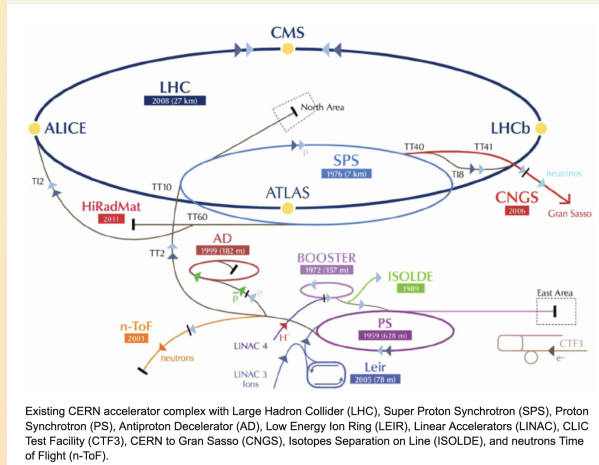 CMS
LHC
2008 (27 km)
North Area
ALICE
LHCb
TT40
TT41
SPS
1976 (7 km)
p
TI8
neutrinos
TI2
TT10
ATLAS
CNGS
2006
Gran Sasso
HiRadMat
2011
TT60
AD
1999 (182 m)
TT2
BOOSTER
1972 (157 m)
ISOLDE
1989
p
p̅
East Area
n-ToF
2001
PS
1959 (628 m)
LINAC 4
H⁻
neutrons
CTF3
e-
LINAC 3
Ions
Leir
2005 (78 m)
Existing CERN accelerator complex with Large Hadron Collider (LHC), Super Proton Synchrotron (SPS), Proton
Synchrotron (PS), Antiproton Decelerator (AD), Low Energy Ion Ring (LEIR), Linear Accelerators (LINAC), CLIC
Test Facility (CTF3), CERN to Gran Sasso (CNGS), Isotopes Separation on Line (ISOLDE), and neutrons Time
of Flight (n-ToF).